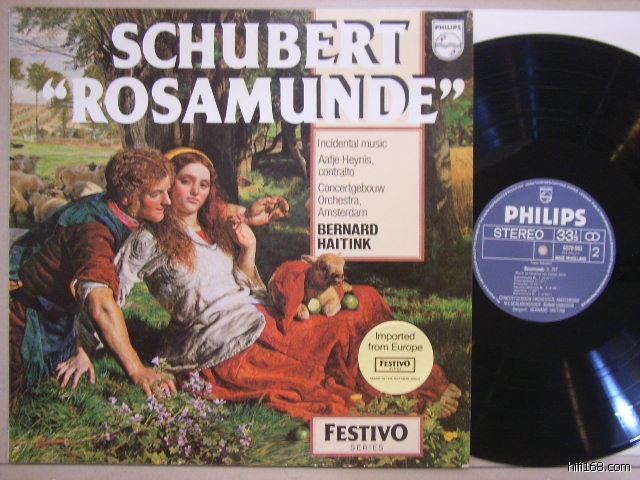 SCHUBERT
"ROSAMUNDE"
PHILIPS
Incidental music
Aafje Heynis,
contralto
Concertgebouw
Orchestra,
Amsterdam
BERNARD
HAITINK
Imported
from Europe
FESTIVO
FESTIVO
SERIES
PHILIPS
STEREO 33⅓
2
hifi168.com